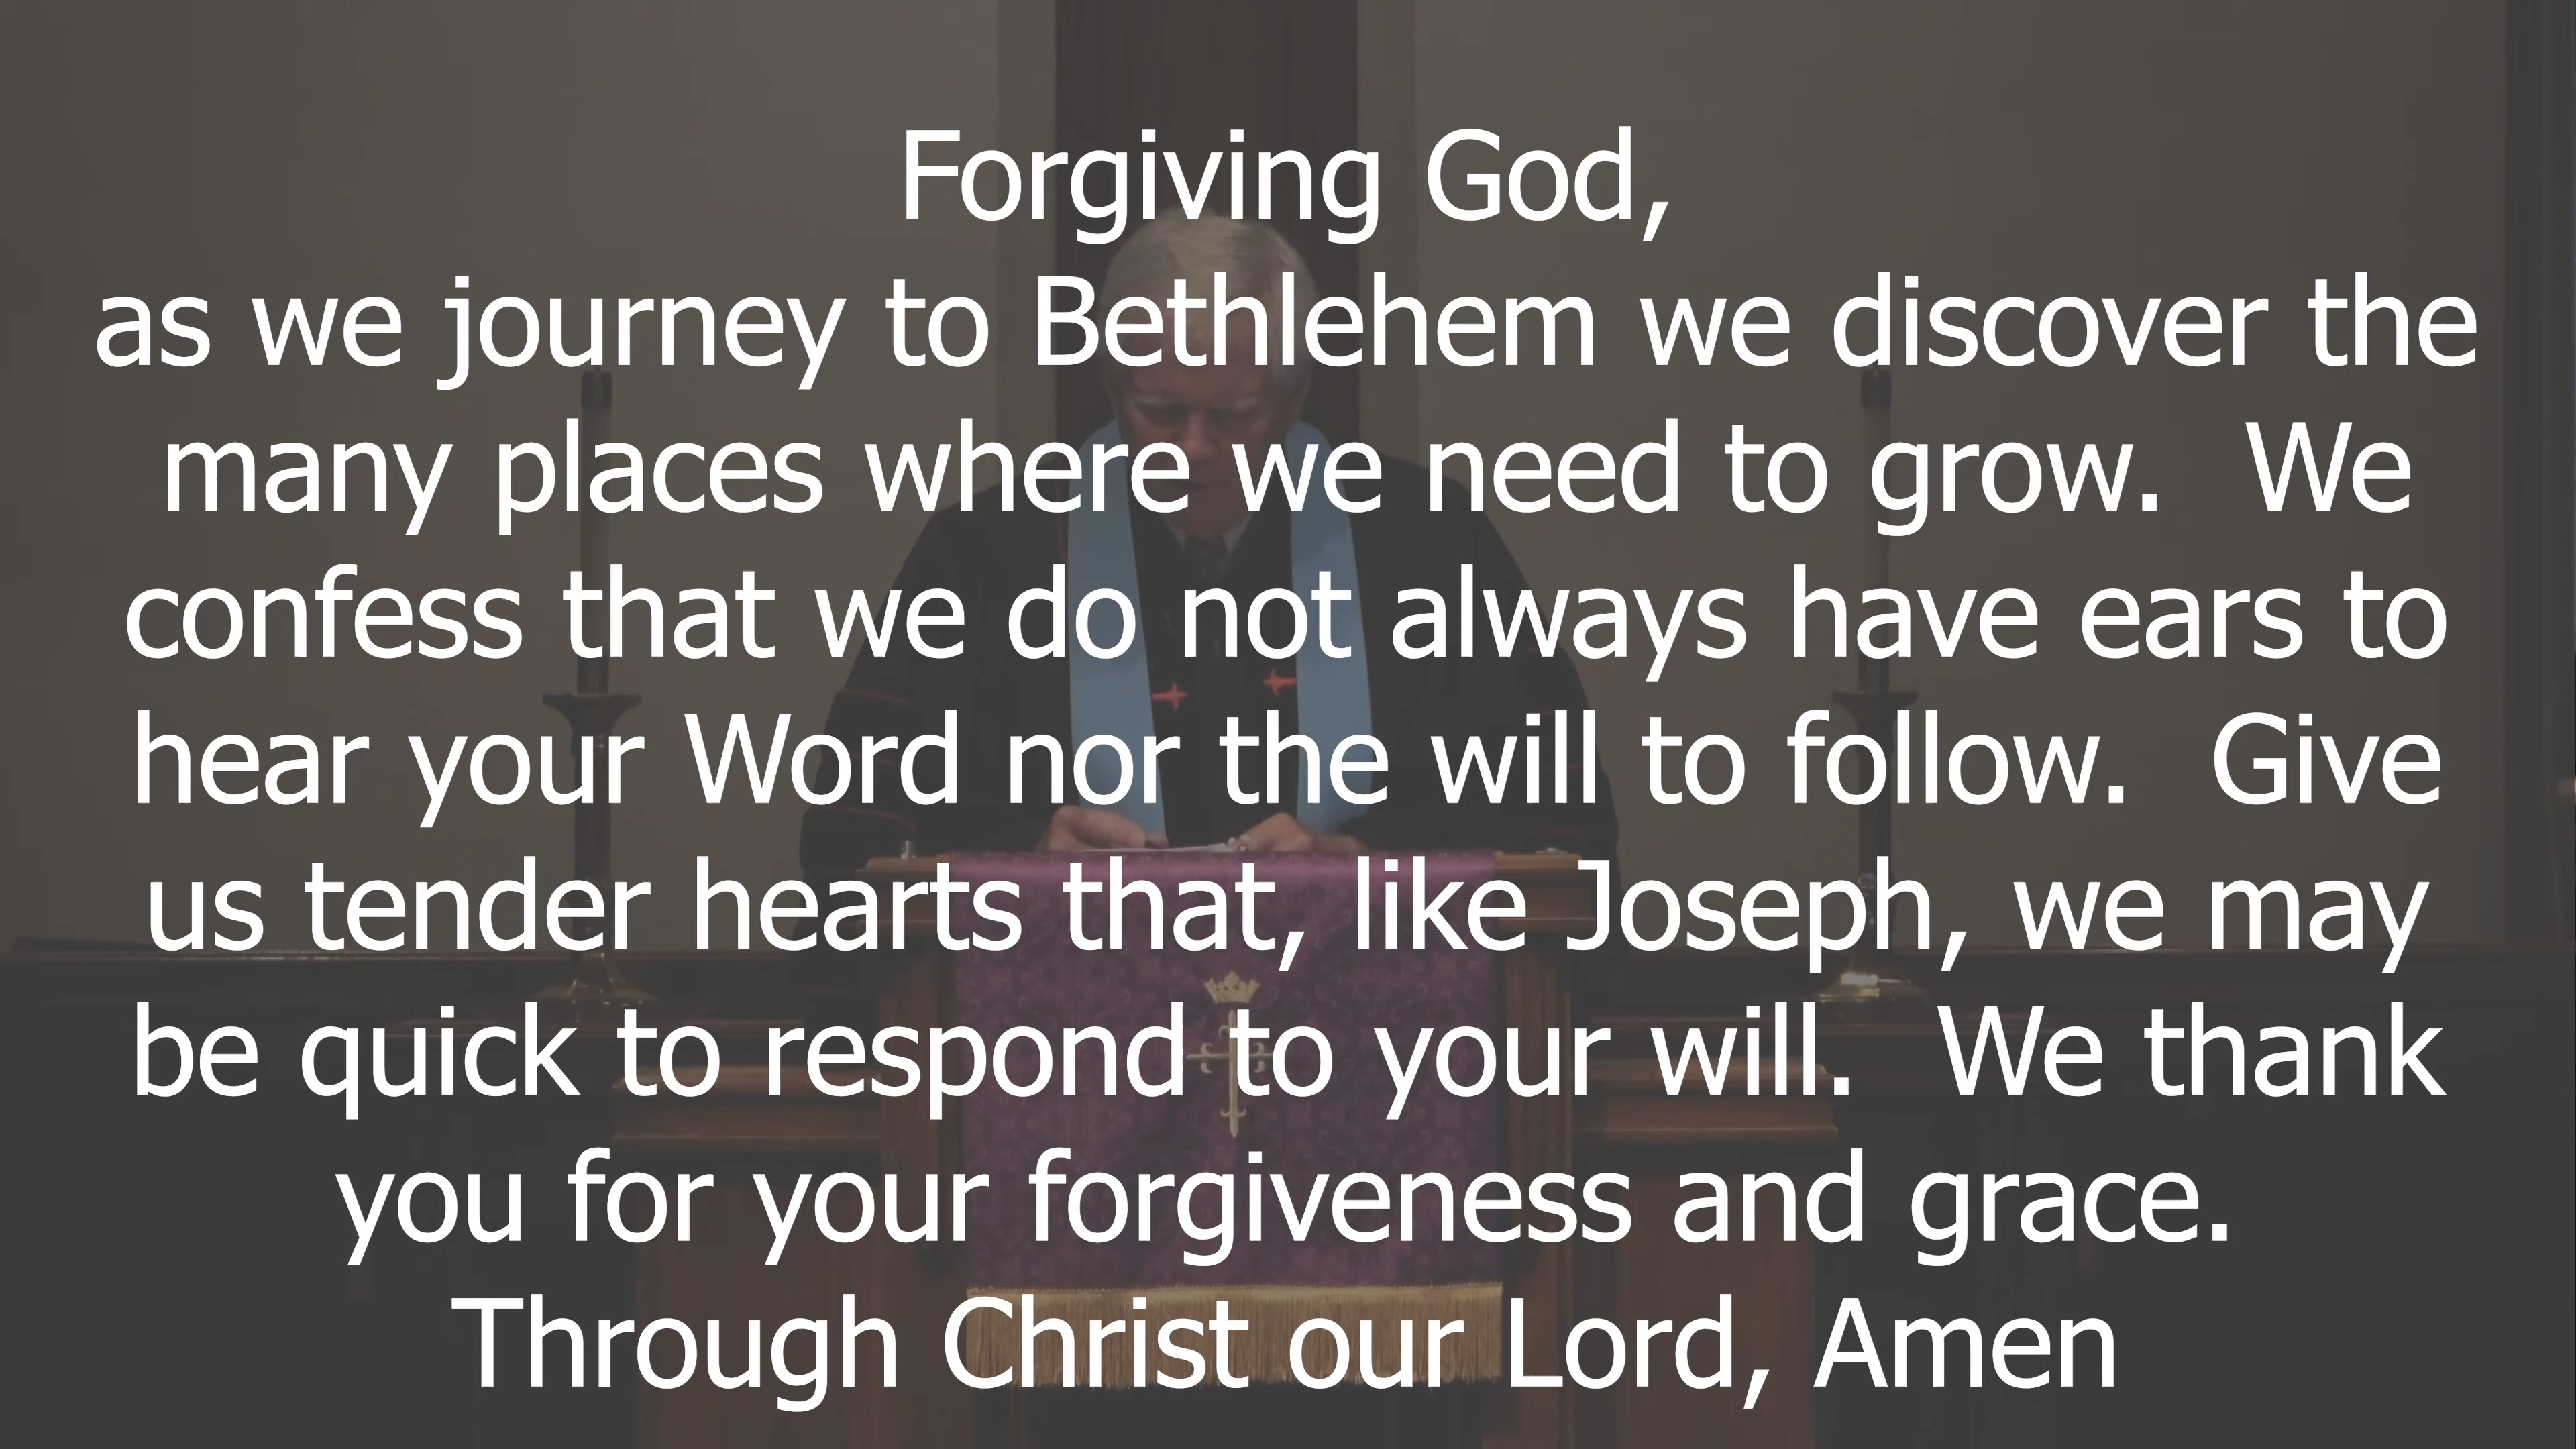 Forgiving God,
as we journey to Bethlehem we discover the
many places where we need to grow.  We
confess that we do not always have ears to
hear your Word nor the will to follow.  Give
us tender hearts that, like Joseph, we may
be quick to respond to your will.  We thank
you for your forgiveness and grace.
Through Christ our Lord, Amen